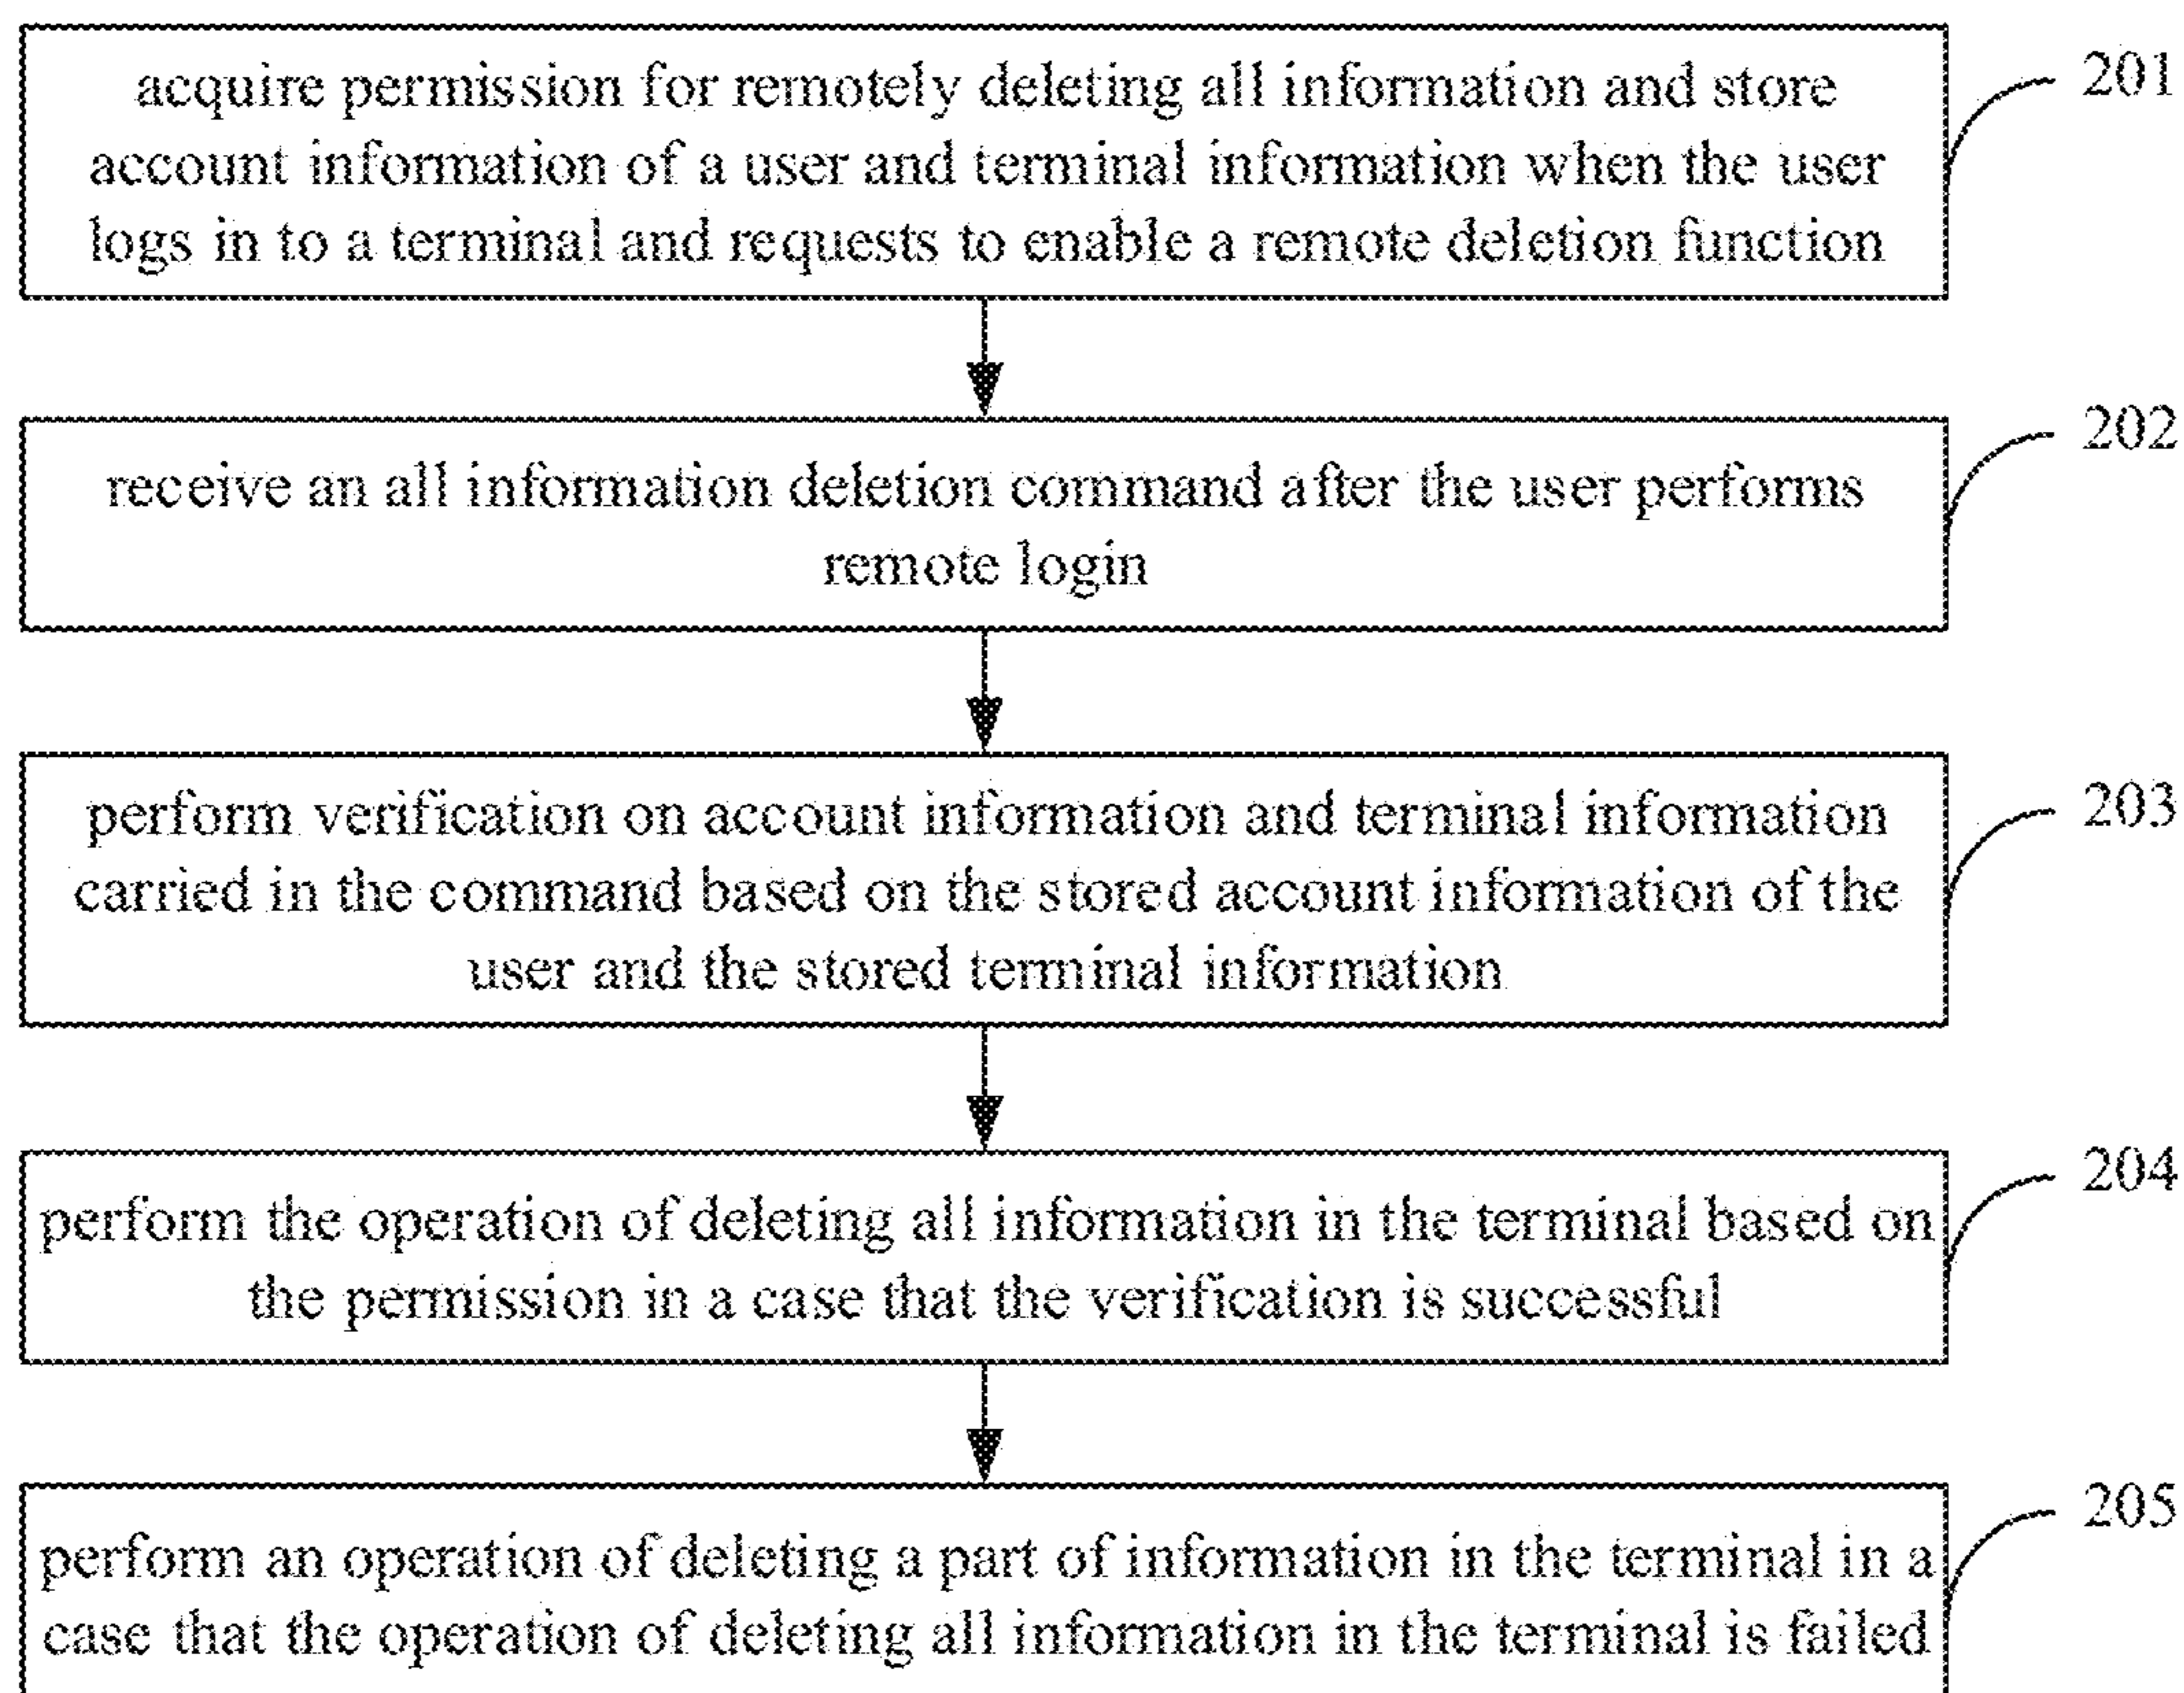 acquire permission for remotely deleting all information and store
account information of a user and terminal information when the user
logs in to a terminal and requests to enable a remote deletion function
201
receive an all information deletion command after the user performs
remote login
202
perform verification on account information and terminal information
carried in the command based on the stored account information of the
user and the stored terminal information
203
perform the operation of deleting all information in the terminal based on
the permission in a case that the verification is successful
204
perform an operation of deleting a part of information in the terminal in a
case that the operation of deleting all information in the terminal is failed
205